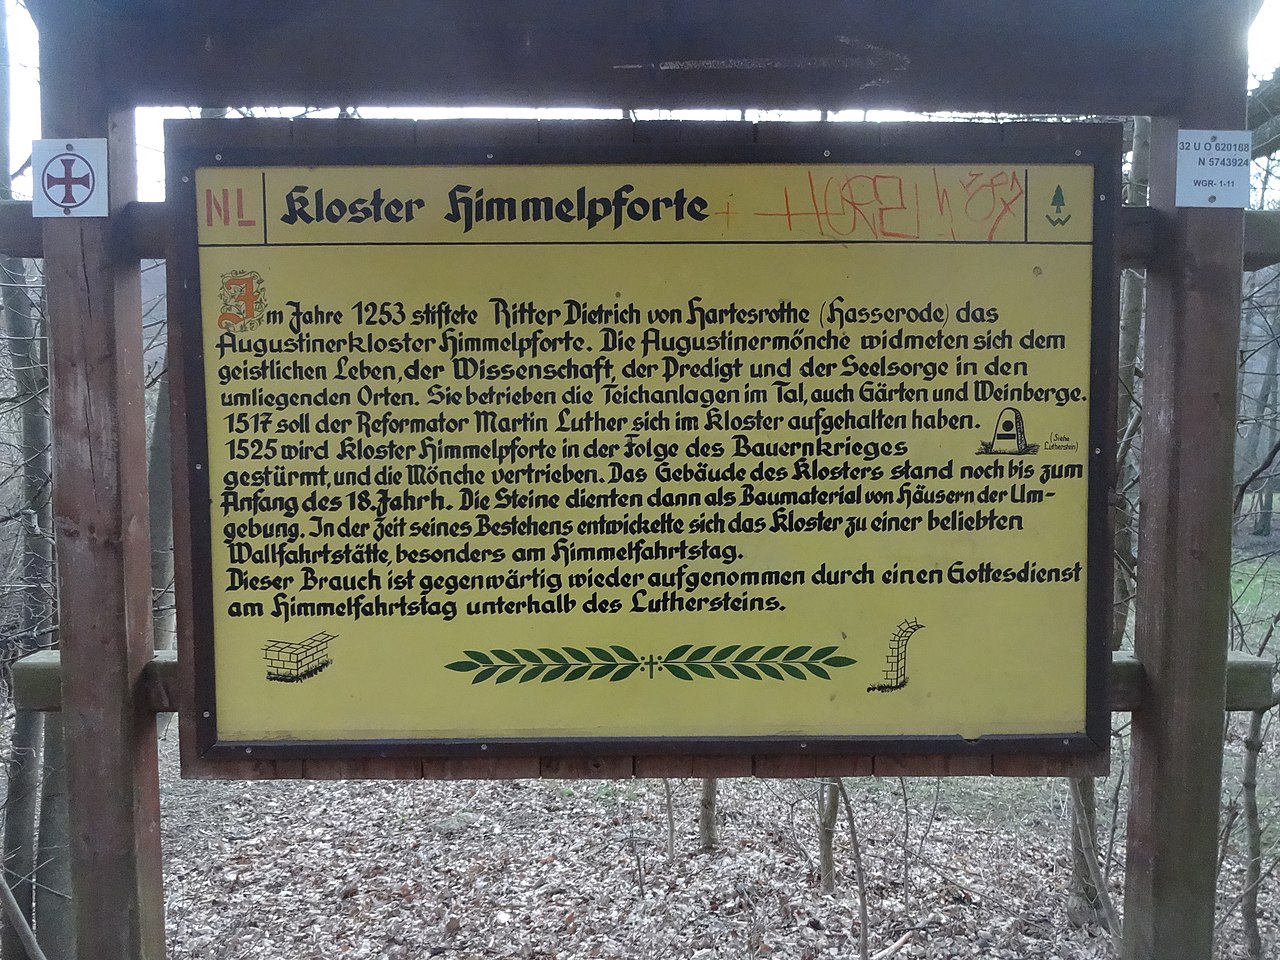 32 U O 620168
N 5743924
WGR- 1-11
NL
Kloster Himmelpforte
Im Jahre 1253 stiftete Ritter Dietrich von Hartesrothe (Hasserode) das
Augustinerkloster Himmelpforte. Die Augustinermönche widmeten sich dem
geistlichen Leben, der Wissenschaft, der Predigt und der Seelsorge in den
umliegenden Orten. Sie betrieben die Teichanlagen im Tal, auch Gärten und Weinberge.
1517 soll der Reformator Martin Luther sich im Kloster aufgehalten haben.
1525 wird Kloster Himmelpforte in der Folge des Bauernkrieges
(Siehe
Lutherstein)
gestürmt, und die Mönche vertrieben. Das Gebäude des Klosters stand noch bis zum
Anfang des 18. Jahrh. Die Steine dienten dann als Baumaterial von Häusern der Um-
gebung. In der Zeit seines Bestehens entwickelte sich das Kloster zu einer beliebten
Wallfahrtstätte, besonders am Himmelfahrtstag.
Dieser Brauch ist gegenwärtig wieder aufgenommen durch einen Gottesdienst
am Himmelfahrtstag unterhalb des Luthersteins.